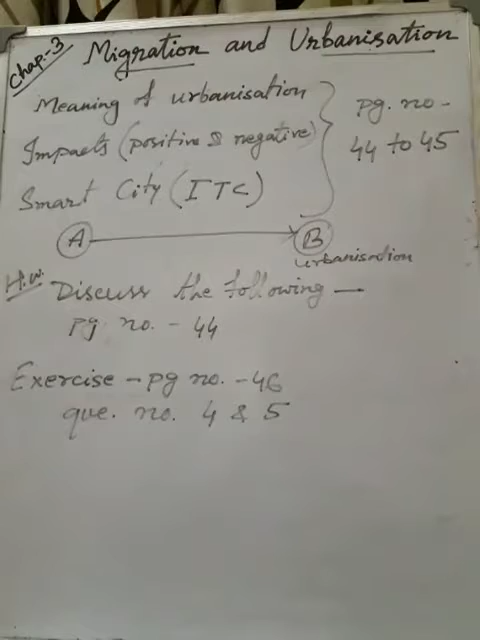 Chap:-3 Migration and Urbanisation
Meaning of urbanisation
Impacts (positive & negative)
Smart City (ITC)
pg. no -
44 to 45
A B
urbanisation
H.w. Discuss the following —
pg no. - 44
Exercise - pg no. - 46
que. no. 4 & 5